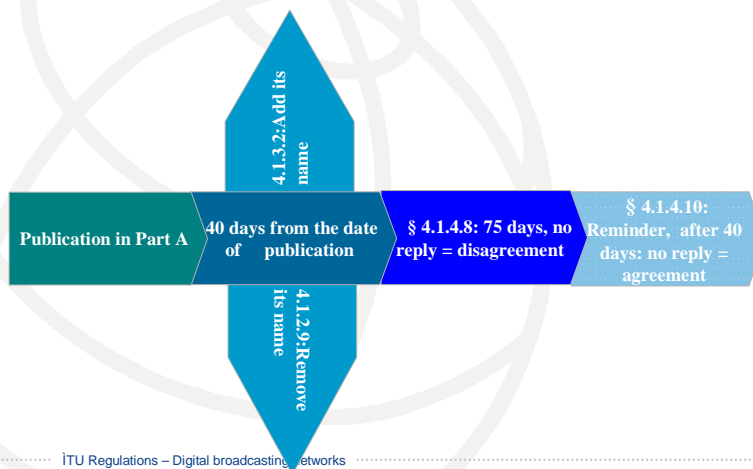 4.1.3.2:Add its
name
Publication in Part A
40 days from the date
of publication
§ 4.1.4.8: 75 days, no
reply = disagreement
§ 4.1.4.10:
Reminder, after 40
days: no reply =
agreement
4.1.2.9:Remove
its name
ÌTU Regulations – Digital broadcasting networks